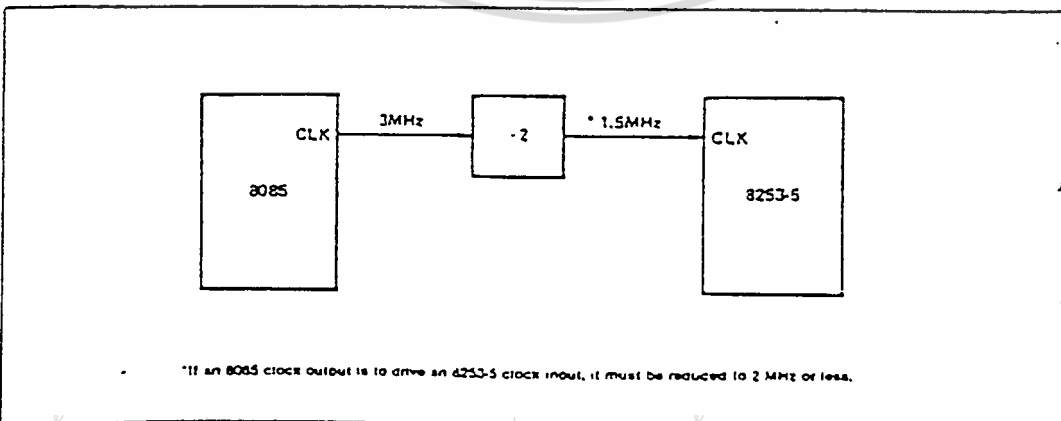 3MHz
* 1.5MHz
CLK
-2
CLK
8085
8253-5
*If an 8085 clock output is to drive an 8253-5 clock input, it must be reduced to 2 MHz or less.